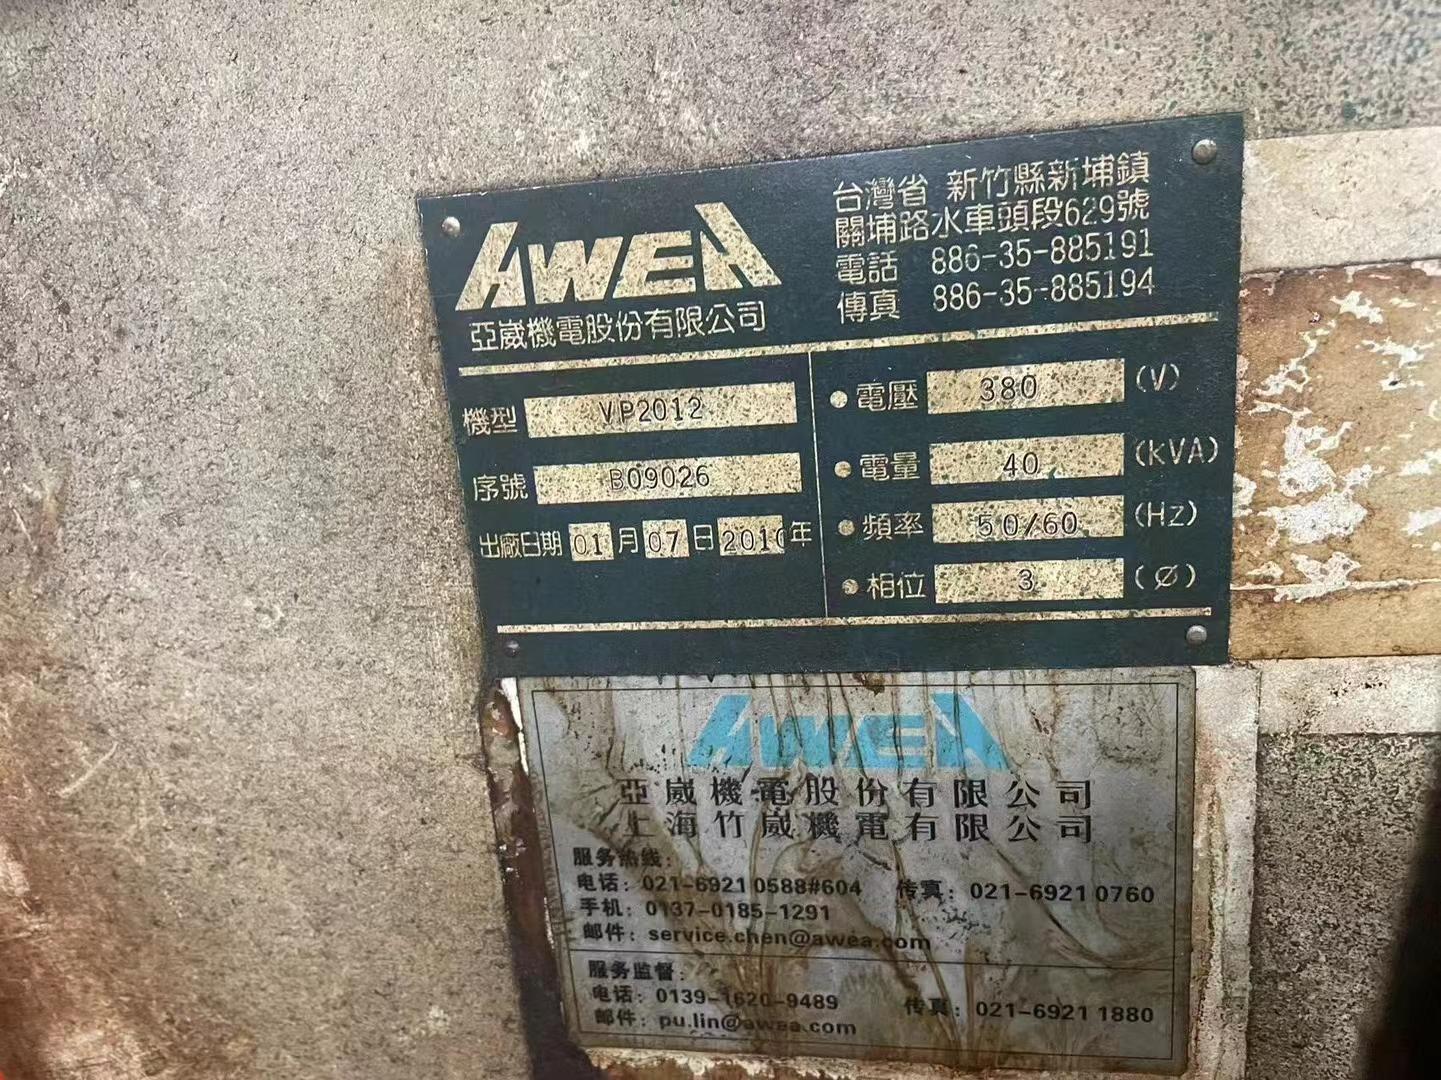 AWEA
亞崴機電股份有限公司
台灣省 新竹縣新埔鎮
關埔路水車頭段629號
電話 886-35-885191
傳真 886-35-885194
機型 VP2012
序號 B09026
出廠日期 01 月 07 日 2010 年
電壓 380 (V)
電量 40 (KVA)
頻率 50/60 (Hz)
相位 3 (Ø)
AWEA
亞崴機電股份有限公司
上海竹崴機電有限公司
服务热线:
电话: 021-6921 0588#604 传真: 021-6921 0760
手机: 0137-0185-1291
邮件: service.chen@awea.com
服务监督:
电话: 0139-1620-9489 传真: 021-6921 1880
邮件: pu.lin@awea.com